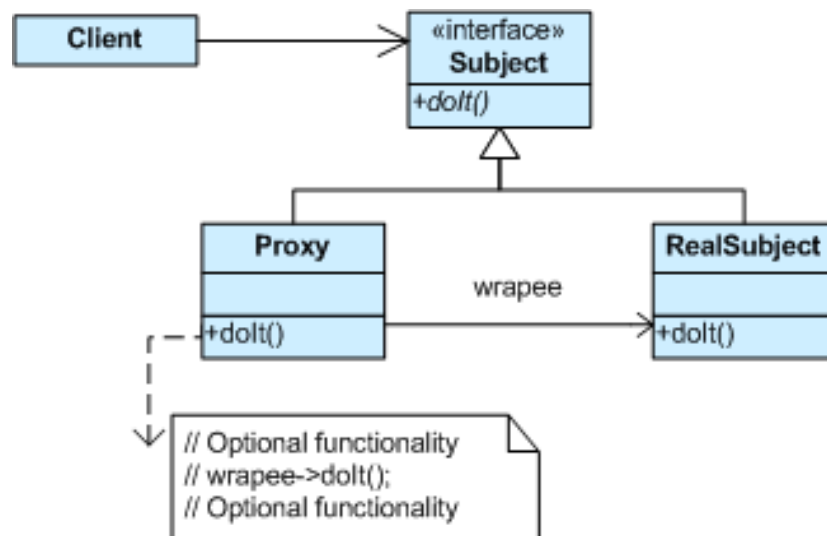 Client
«interface»
Subject
+doIt()
Proxy
+doIt()
wrapee
RealSubject
+doIt()
// Optional functionality
// wrapee->doIt();
// Optional functionality